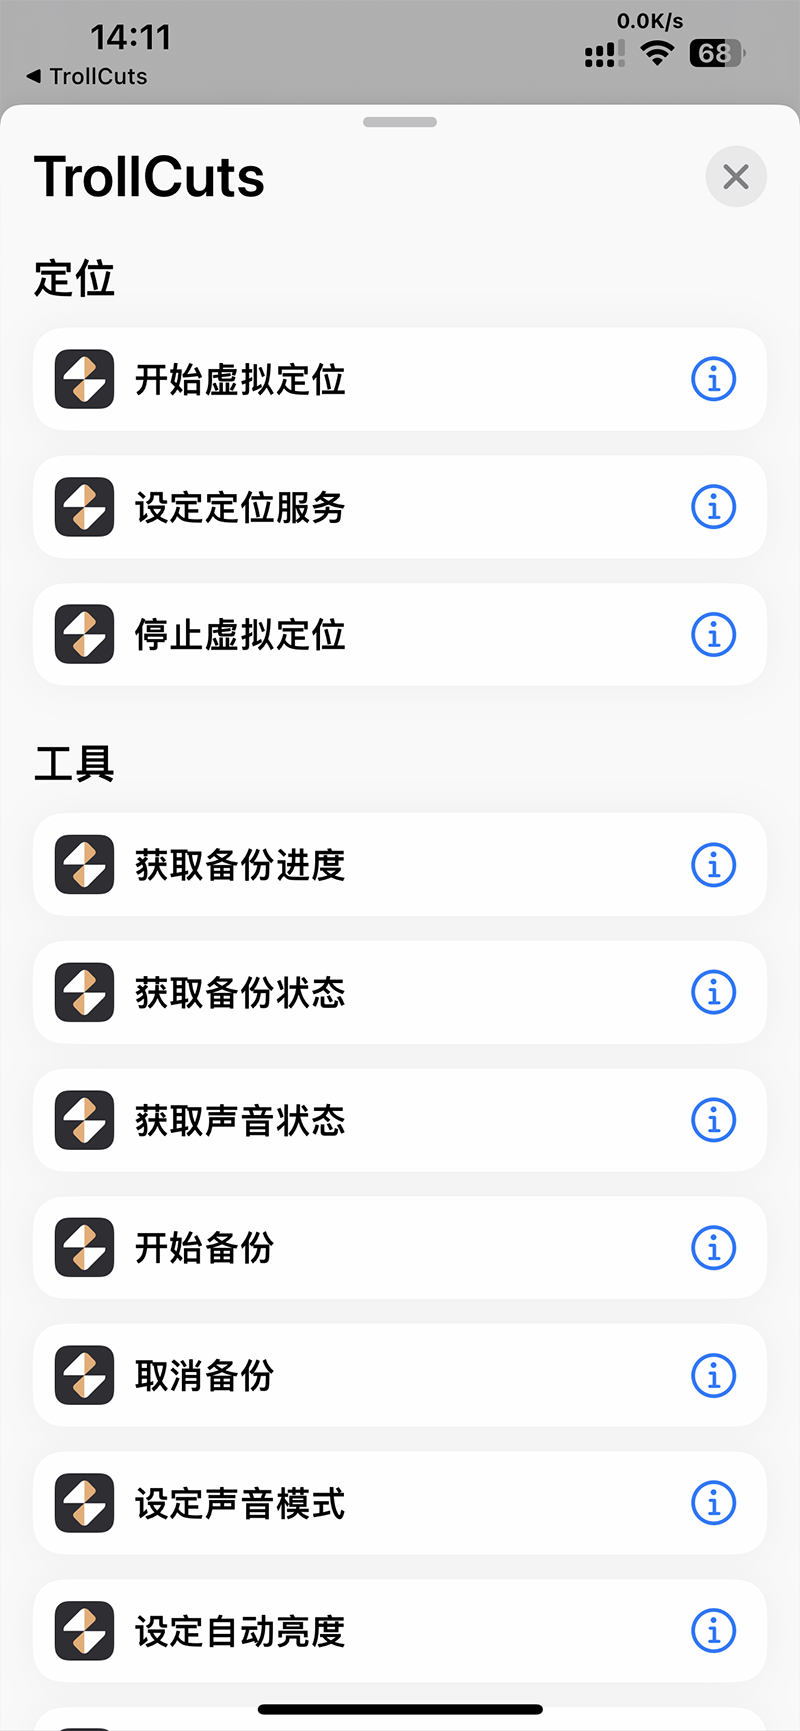 14:11
0.0K/s
68
◀ TrollCuts
TrollCuts
定位
开始虚拟定位
设定定位服务
停止虚拟定位
工具
获取备份进度
获取备份状态
获取声音状态
开始备份
取消备份
设定声音模式
设定自动亮度